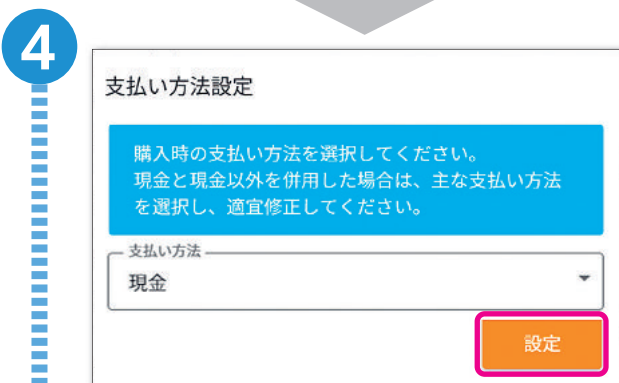 4
支払い方法設定
購入時の支払い方法を選択してください。
現金と現金以外を併用した場合は、主な支払い方法
を選択し、適宜修正してください。
支払い方法
現金
設定